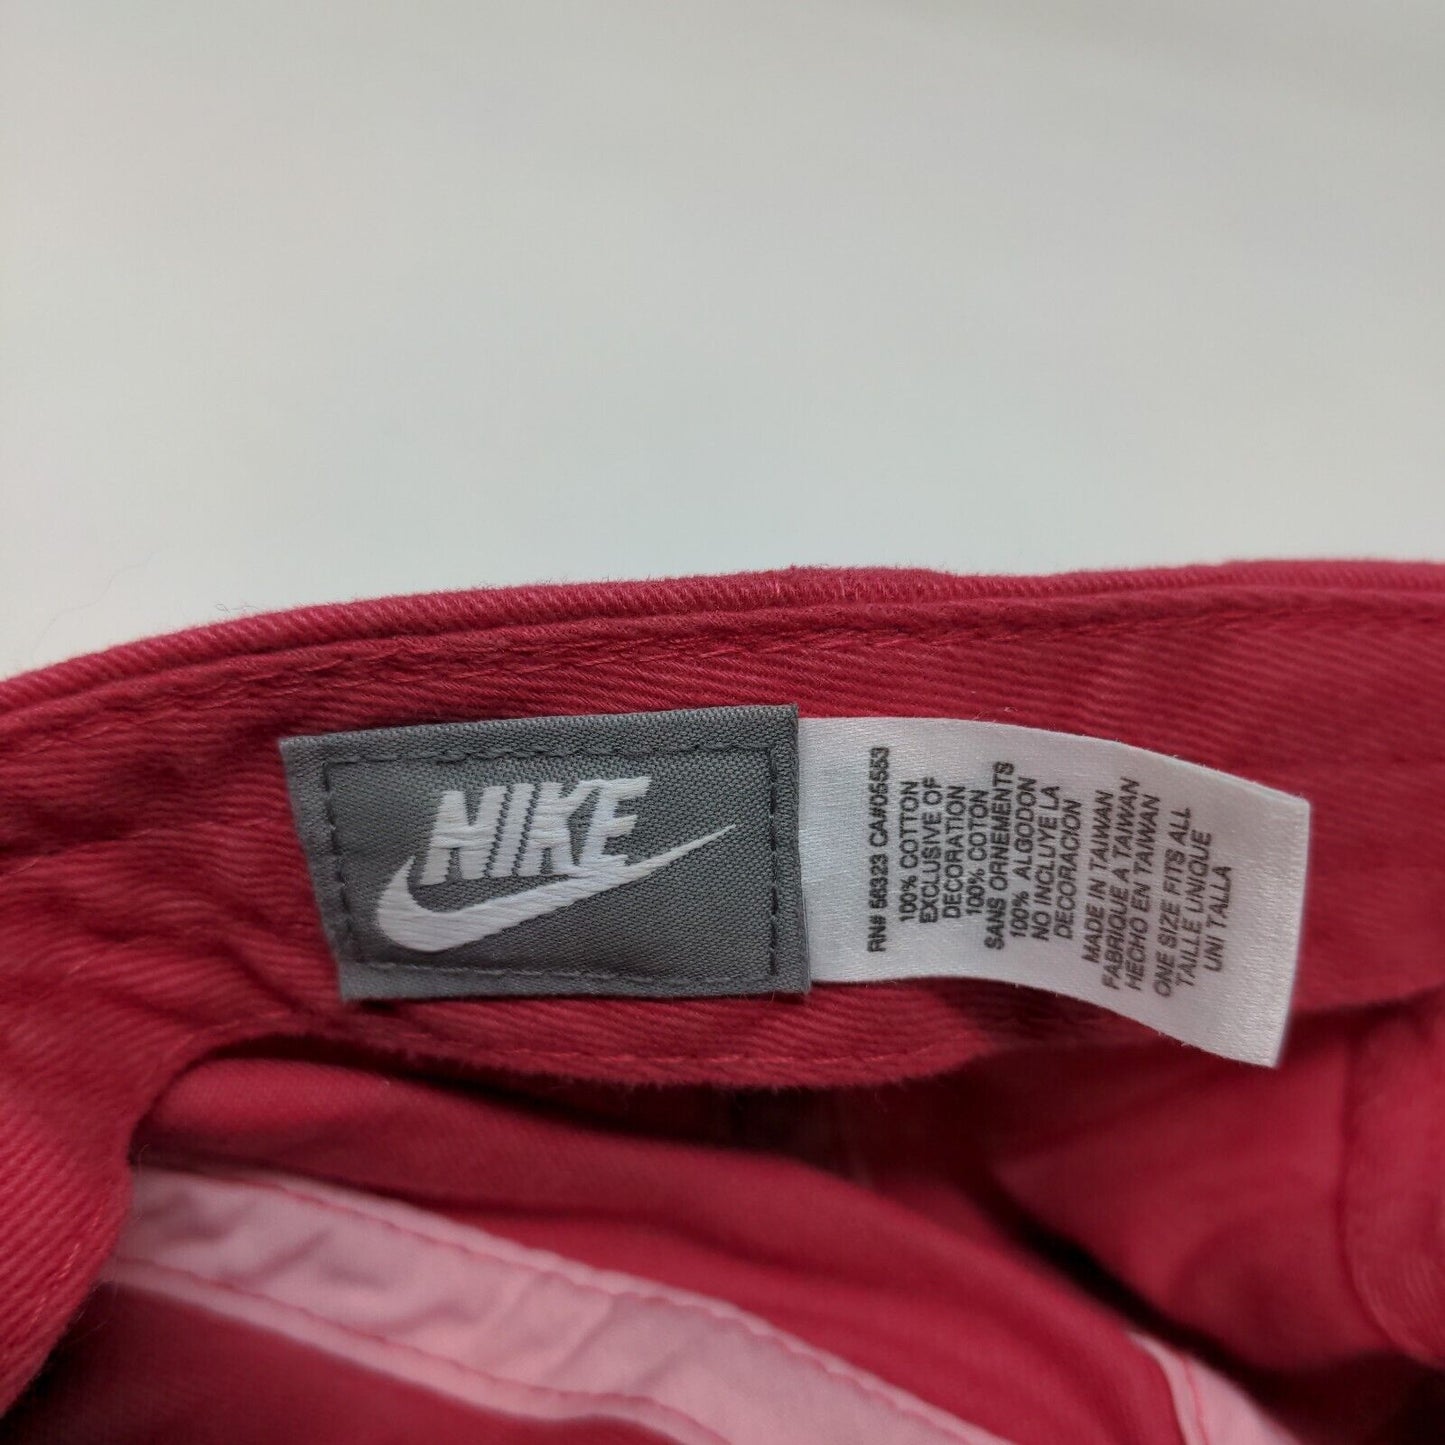 NIKE
RN# 56323 CA#05553
100% COTTON
EXCLUSIVE OF
DECORATION
100% COTON
SANS ORNEMENTS
100% ALGODON
NO INCLUYE LA
DECORACION
MADE IN TAIWAN
FABRIQUE A TAIWAN
HECHO EN TAIWAN
ONE SIZE FITS ALL
TAILLE UNIQUE
UNI TALLA